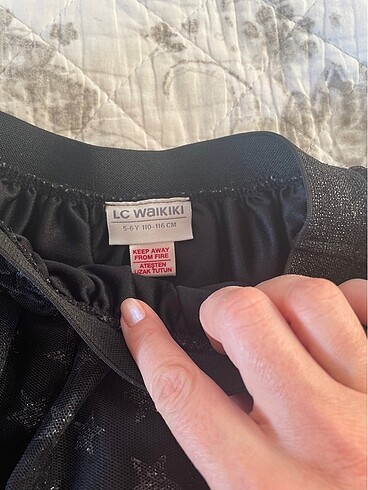 LC WAIKIKI
5-6 Y 110-116 CM
KEEP AWAY
FROM FIRE
ATEŞTEN
UZAK TUTUN